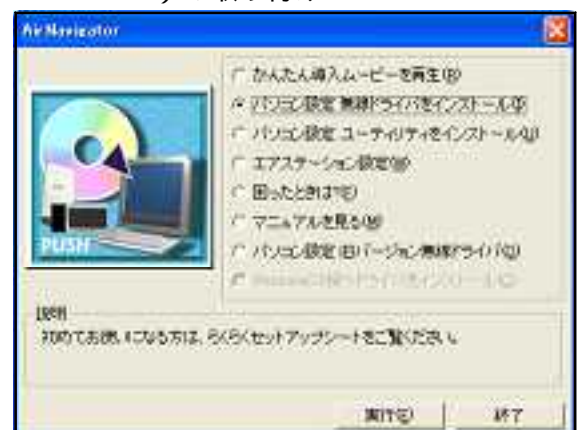 Air Navigator
かんたん導入ムービーを再生(P)
パソコン設定 無線ドライバをインストール(I)
パソコン設定 ユーティリティをインストール(U)
エアステーション設定(W)
困ったときは?(E)
マニュアルを見る(M)
パソコン設定 旧バージョン無線ドライバ(Q)
PUSH
説明
初めてお使いになる方は、らくらくセットアップシートをご覧ください。
実行(E)
終了